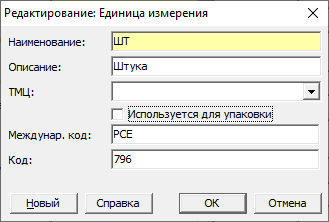 Редактирование: Единица измерения
Наименование: ШТ
Описание: Штука
ТМЦ:
Используется для упаковки
Междунар. код: PCE
Код: 796
Новый Справка ОК Отмена